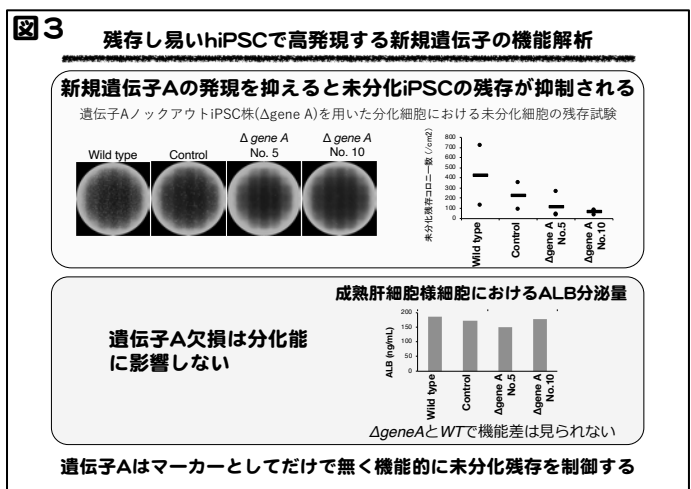 図3
残存し易いhiPSCで高発現する新規遺伝子の機能解析
新規遺伝子Aの発現を抑えると未分化iPSCの残存が抑制される
遺伝子AノックアウトiPSC株(Δgene A)を用いた分化細胞における未分化細胞の残存試験
Wild type
Control
Δ gene A
No. 5
Δ gene A
No. 10
未分化残存コロニー数 (/cm2)
800
700
600
500
400
300
200
100
0
Wild type
Control
Δgene A
No.5
Δgene A
No.10
遺伝子A欠損は分化能
に影響しない
成熟肝細胞様細胞におけるALB分泌量
ALB (ng/mL)
200
150
100
50
0
Wild type
Control
Δgene A
No.5
Δgene A
No.10
ΔgeneAとWTで機能差は見られない
遺伝子Aはマーカーとしてだけで無く機能的に未分化残存を制御する